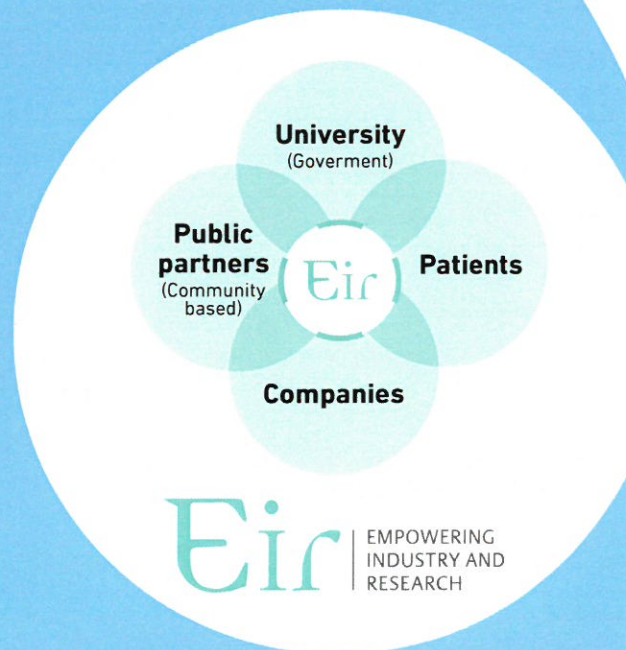 University
(Goverment)
Public
partners
(Community
based)
Eir
Patients
Companies
Eir
EMPOWERING
INDUSTRY AND
RESEARCH